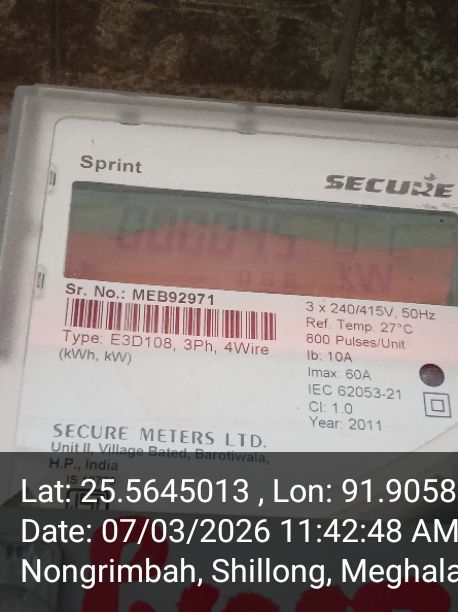 Sprint
SECURE
kW
Sr. No.: MEB92971
Type: E3D108, 3Ph, 4Wire
(kWh, kW)
3 x 240/415V, 50Hz
Ref. Temp. 27°C
800 Pulses/Unit
Ib: 10A
Imax: 60A
IEC 62053-21
Cl: 1.0
Year: 2011
SECURE METERS LTD.
Unit II, Village Bated, Barotiwala,
H.P., India
Lat: 25.5645013 , Lon: 91.9058
Date: 07/03/2026 11:42:48 AM
Nongrimbah, Shillong, Meghala